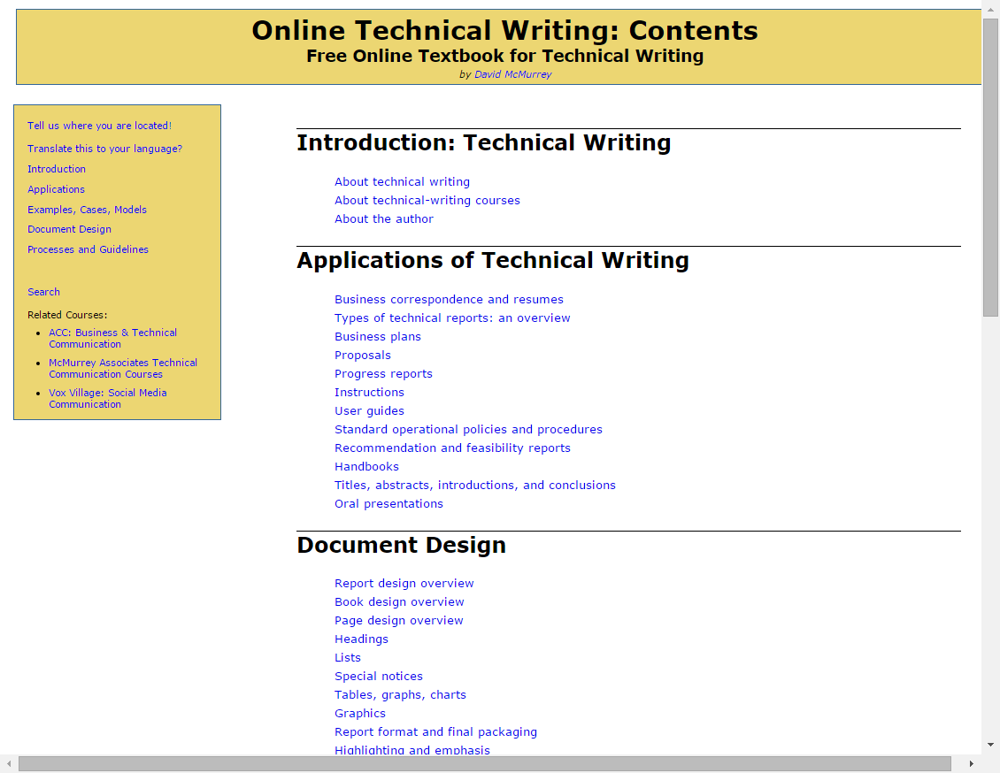 Online Technical Writing: Contents
Free Online Textbook for Technical Writing
by David McMurrey
Tell us where you are located!
Translate this to your language?
Introduction
Applications
Examples, Cases, Models
Document Design
Processes and Guidelines
Search
Related Courses:
ACC: Business & Technical
Communication
McMurrey Associates Technical
Communication Courses
Vox Village: Social Media
Communication
Introduction: Technical Writing
About technical writing
About technical-writing courses
About the author
Applications of Technical Writing
Business correspondence and resumes
Types of technical reports: an overview
Business plans
Proposals
Progress reports
Instructions
User guides
Standard operational policies and procedures
Recommendation and feasibility reports
Handbooks
Titles, abstracts, introductions, and conclusions
Oral presentations
Document Design
Report design overview
Book design overview
Page design overview
Headings
Lists
Special notices
Tables, graphs, charts
Graphics
Report format and final packaging
Highlighting and emphasis